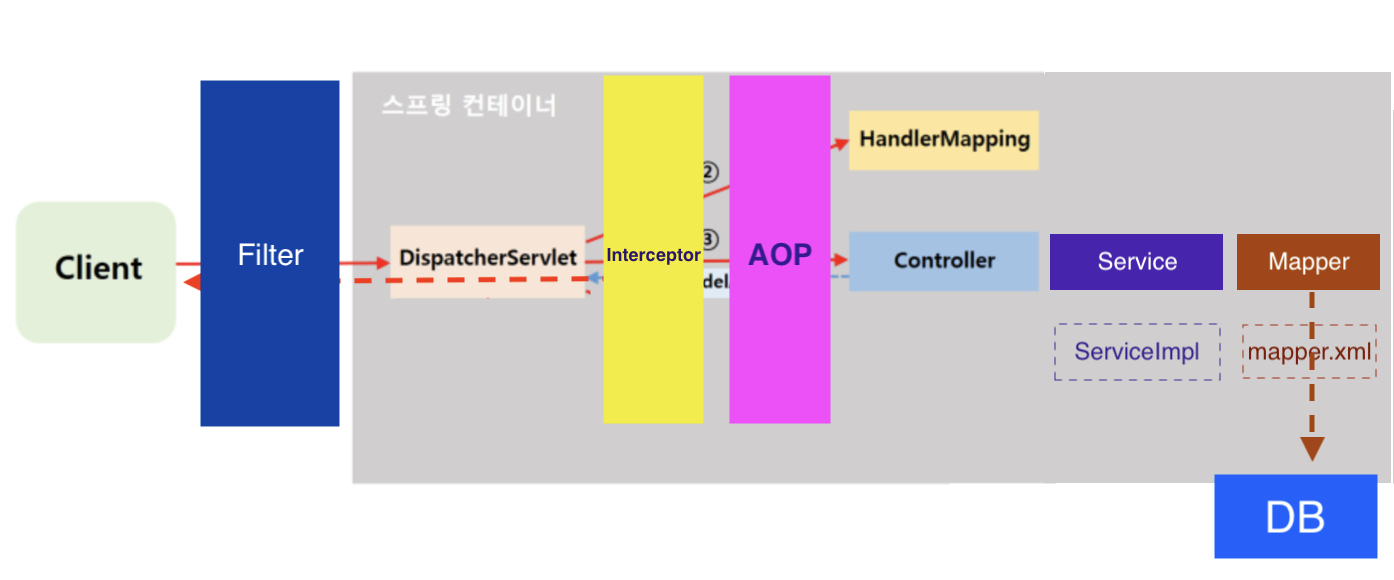 스프링 컨테이너
②
HandlerMapping
Client
Filter
DispatcherServlet
Interceptor
③
AOP
Controller
Service
Mapper
ServiceImpl
mapper.xml
DB